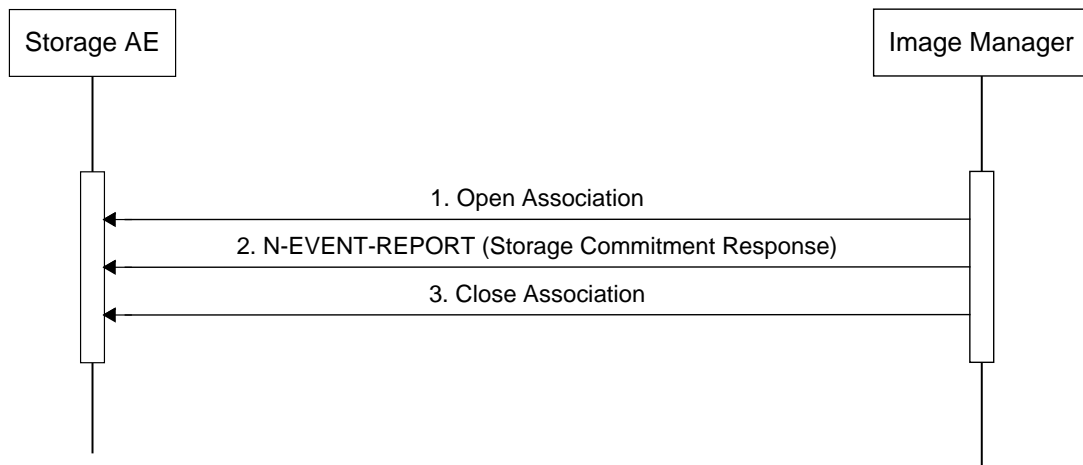 Storage AE
Image Manager
1. Open Association
2. N-EVENT-REPORT (Storage Commitment Response)
3. Close Association